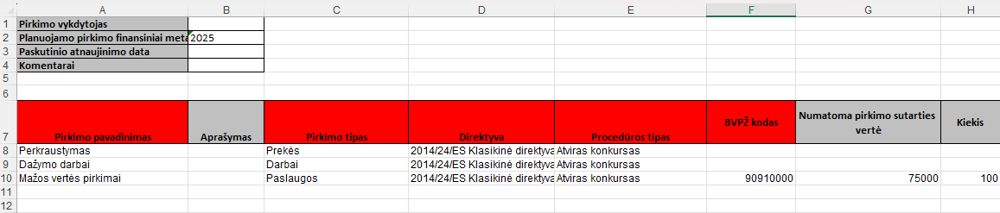 A B C D E F G H
1 Pirkimo vykdytojas
2 Planuojamo pirkimo finansiniai meta 2025
3 Paskutinio atnaujinimo data
4 Komentarai
5
6
7 Pirkimo pavadinimas Aprašymas Pirkimo tipas Direktyva Procedūros tipas BVPŽ kodas Numatoma pirkimo sutarties vertė Kiekis
8 Perkraustymas Prekės 2014/24/ES Klasikinė direktyva Atviras konkursas
9 Dažymo darbai Darbai 2014/24/ES Klasikinė direktyva Atviras konkursas
10 Mažos vertės pirkimai Paslaugos 2014/24/ES Klasikinė direktyva Atviras konkursas 90910000 75000 100
11
12